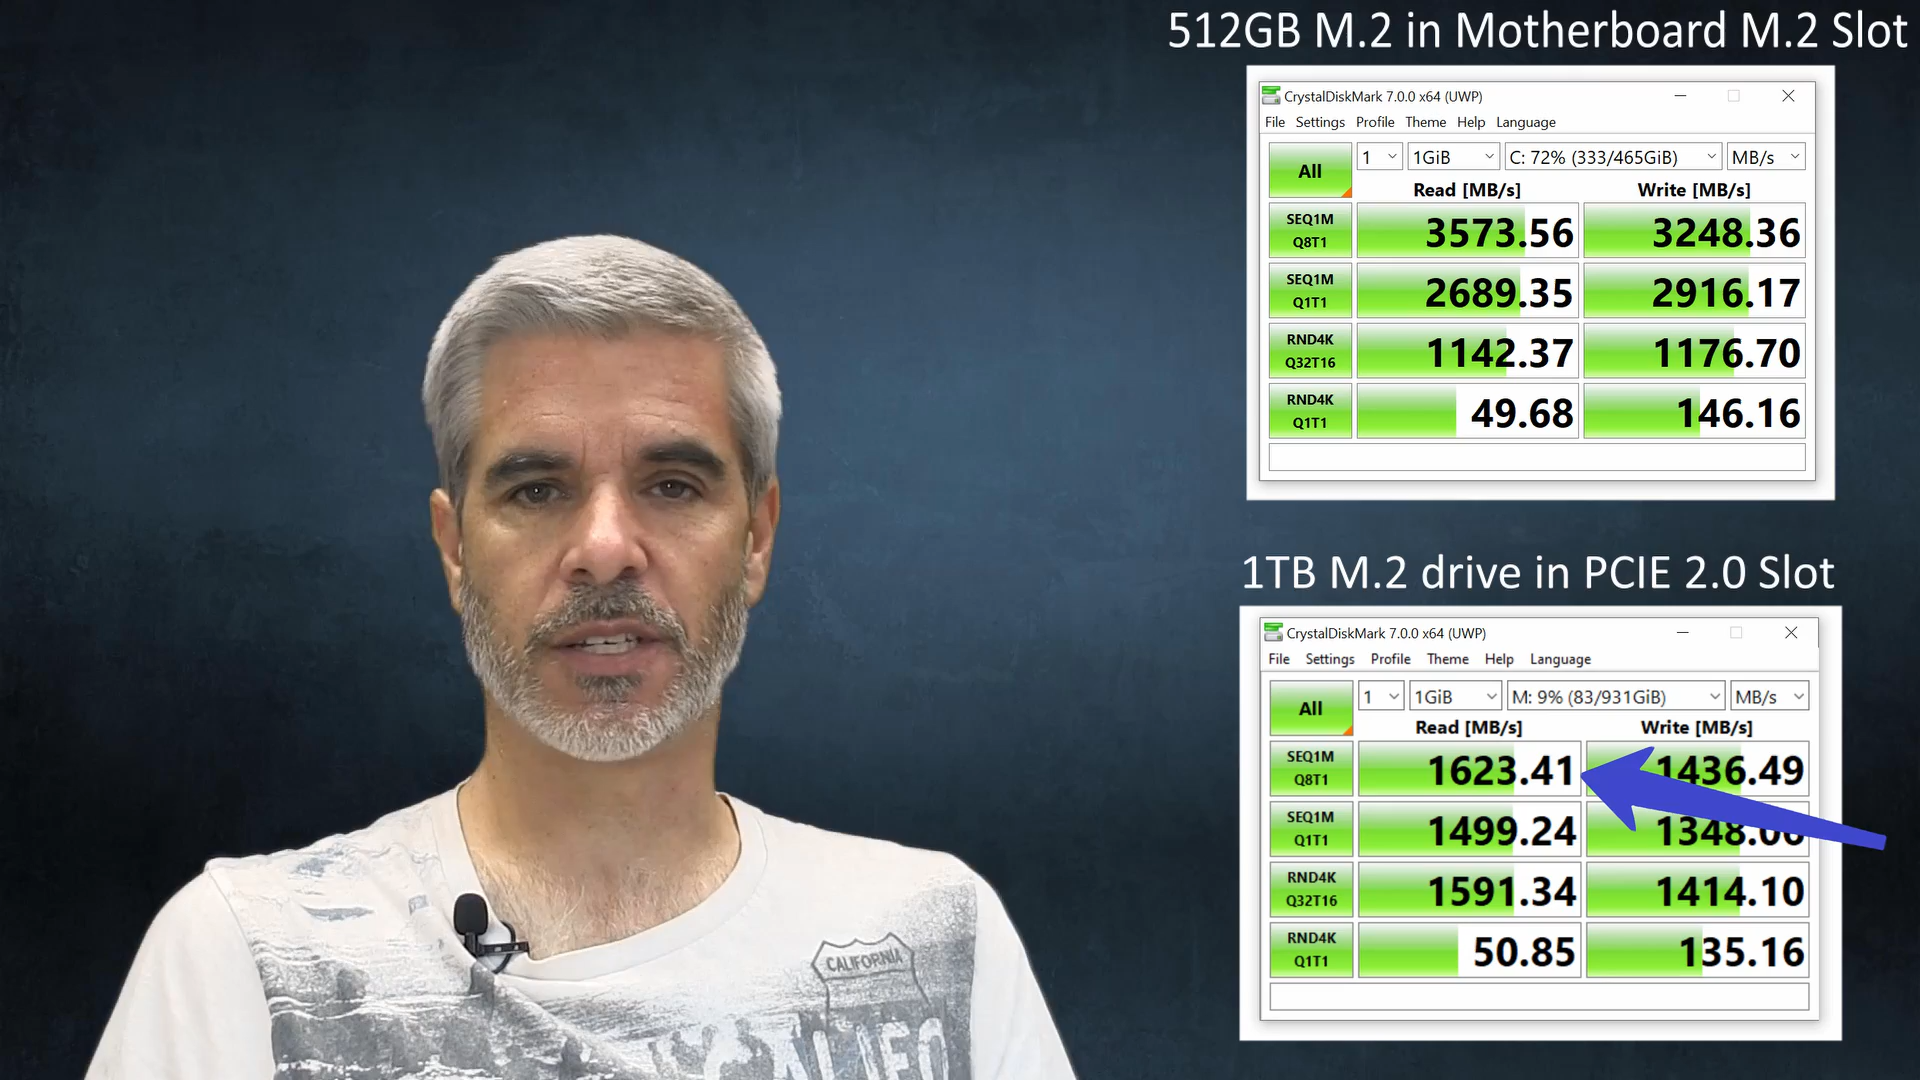 512GB M.2 in Motherboard M.2 Slot
CrystalDiskMark 7.0.0 x64 (UWP)
File Settings Profile Theme Help Language
All 1 1GiB C: 72% (333/465GiB) MB/s
Read [MB/s] Write [MB/s]
SEQ1M Q8T1 3573.56 3248.36
SEQ1M Q1T1 2689.35 2916.17
RND4K Q32T16 1142.37 1176.70
RND4K Q1T1 49.68 146.16
1TB M.2 drive in PCIE 2.0 Slot
CrystalDiskMark 7.0.0 x64 (UWP)
File Settings Profile Theme Help Language
All 1 1GiB M: 9% (83/931GiB) MB/s
Read [MB/s] Write [MB/s]
SEQ1M Q8T1 1623.41 1436.49
SEQ1M Q1T1 1499.24
RND4K Q32T16 1591.34 1414.10
RND4K Q1T1 50.85 135.16
CALIFORNIA